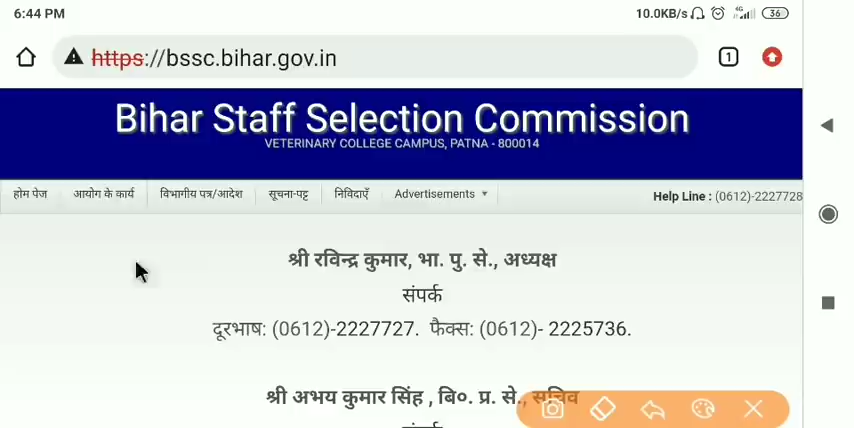 6:44 PM
10.0KB/s 4G 36
https://bssc.bihar.gov.in
1
Bihar Staff Selection Commission
VETERINARY COLLEGE CAMPUS, PATNA - 800014
होम पेज आयोग के कार्य विभागीय पत्र/आदेश सूचना-पट्ट निविदाएँ Advertisements Help Line : (0612)-2227728
श्री रविन्द्र कुमार, भा. पु. से., अध्यक्ष
संपर्क
दूरभाष: (0612)-2227727. फैक्स: (0612)- 2225736.
श्री अभय कुमार सिंह , बि०. प्र. से., सचिव